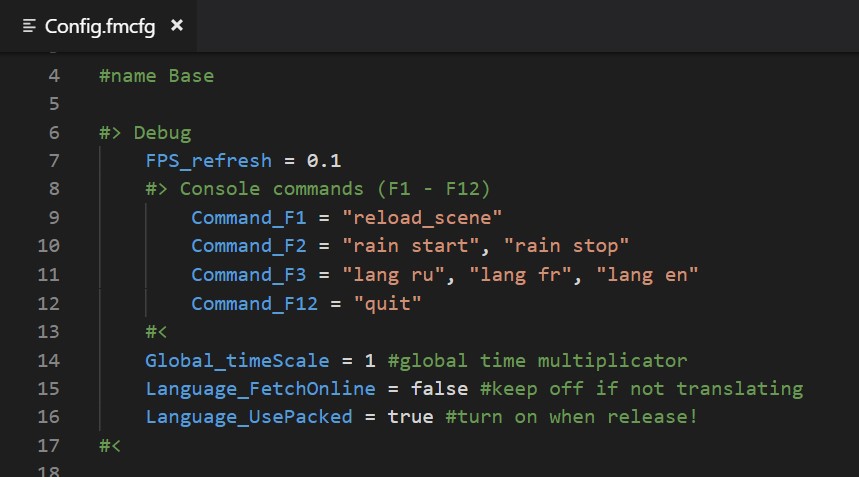 Config.fmcfg ×
4 #name Base
5
6 #> Debug
7 FPS_refresh = 0.1
8 #> Console commands (F1 - F12)
9 Command_F1 = "reload_scene"
10 Command_F2 = "rain start", "rain stop"
11 Command_F3 = "lang ru", "lang fr", "lang en"
12 Command_F12 = "quit"
13 #<
14 Global_timeScale = 1 #global time multiplicator
15 Language_FetchOnline = false #keep off if not translating
16 Language_UsePacked = true #turn on when release!
17 #<
18